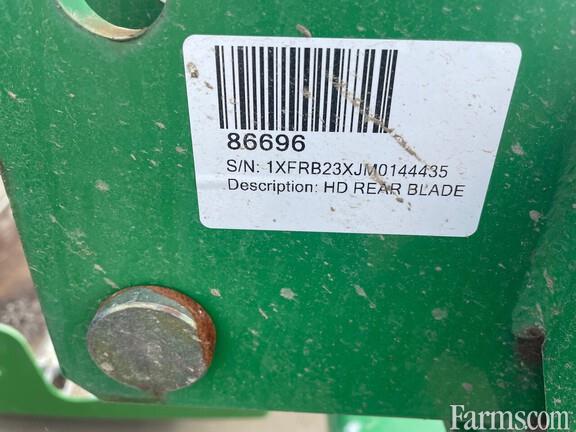 86696
S/N: 1XFRB23XJM0144435
Description: HD REAR BLADE
Farms.com